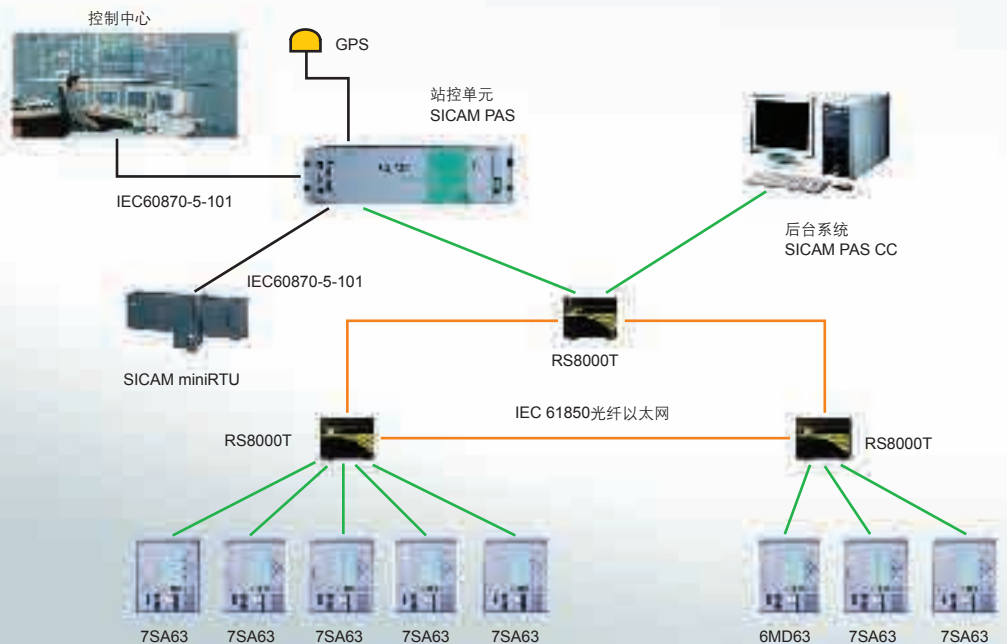 控制中心
GPS
站控单元
SICAM PAS
IEC60870-5-101
后台系统
SICAM PAS CC
IEC60870-5-101
SICAM miniRTU
RS8000T
IEC 61850光纤以太网
RS8000T
RS8000T
7SA63
7SA63
7SA63
7SA63
7SA63
6MD63
7SA63
7SA63